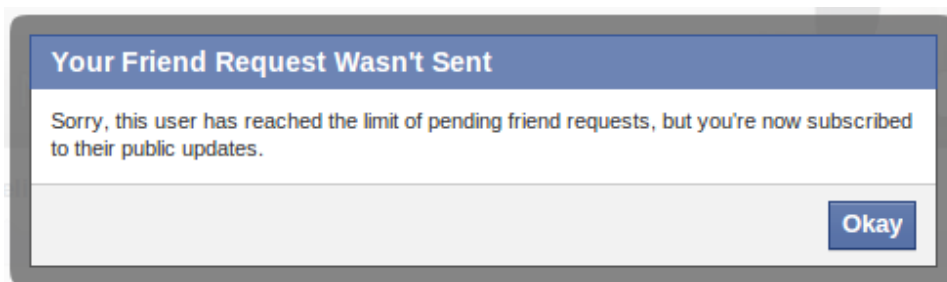 Your Friend Request Wasn't Sent
Sorry, this user has reached the limit of pending friend requests, but you're now subscribed
to their public updates.
Okay